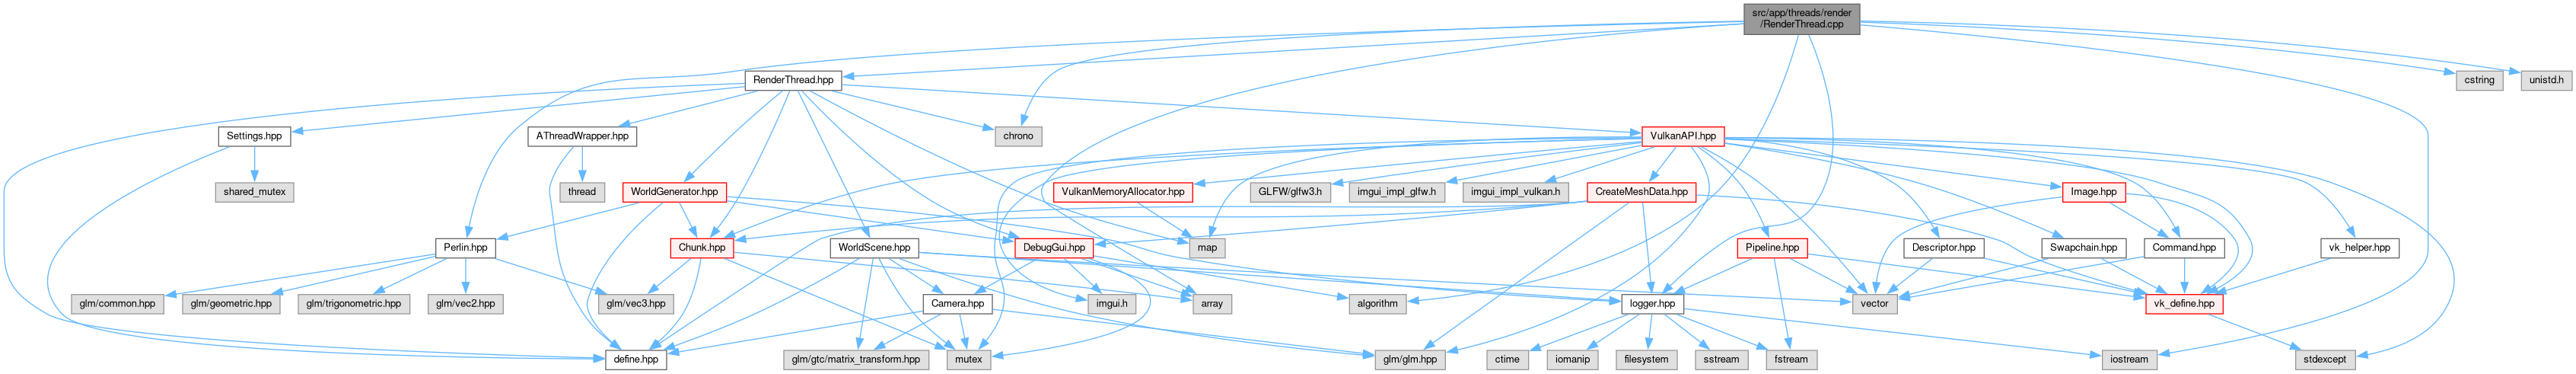 src/app/threads/render
/RenderThread.cpp
RenderThread.hpp
cstring
unistd.h
Settings.hpp
AThreadWrapper.hpp
chrono
VulkanAPI.hpp
shared_mutex
thread
WorldGenerator.hpp
VulkanMemoryAllocator.hpp
GLFW/glfw3.h
imgui_impl_glfw.h
imgui_impl_vulkan.h
CreateMeshData.hpp
Image.hpp
Perlin.hpp
Chunk.hpp
WorldScene.hpp
DebugGui.hpp
map
Pipeline.hpp
Descriptor.hpp
Swapchain.hpp
Command.hpp
vk_helper.hpp
glm/common.hpp
glm/geometric.hpp
glm/trigonometric.hpp
glm/vec2.hpp
glm/vec3.hpp
Camera.hpp
imgui.h
array
algorithm
logger.hpp
vector
vk_define.hpp
define.hpp
glm/gtc/matrix_transform.hpp
mutex
glm/glm.hpp
ctime
iomanip
filesystem
sstream
fstream
iostream
stdexcept